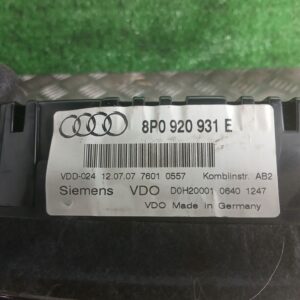 8P0 920 931 E
VDD-024 12.07.07 7601 0557 Kombiinstr. AB2
Siemens VDO D0H20001 0640 1247
VDO Made in Germany